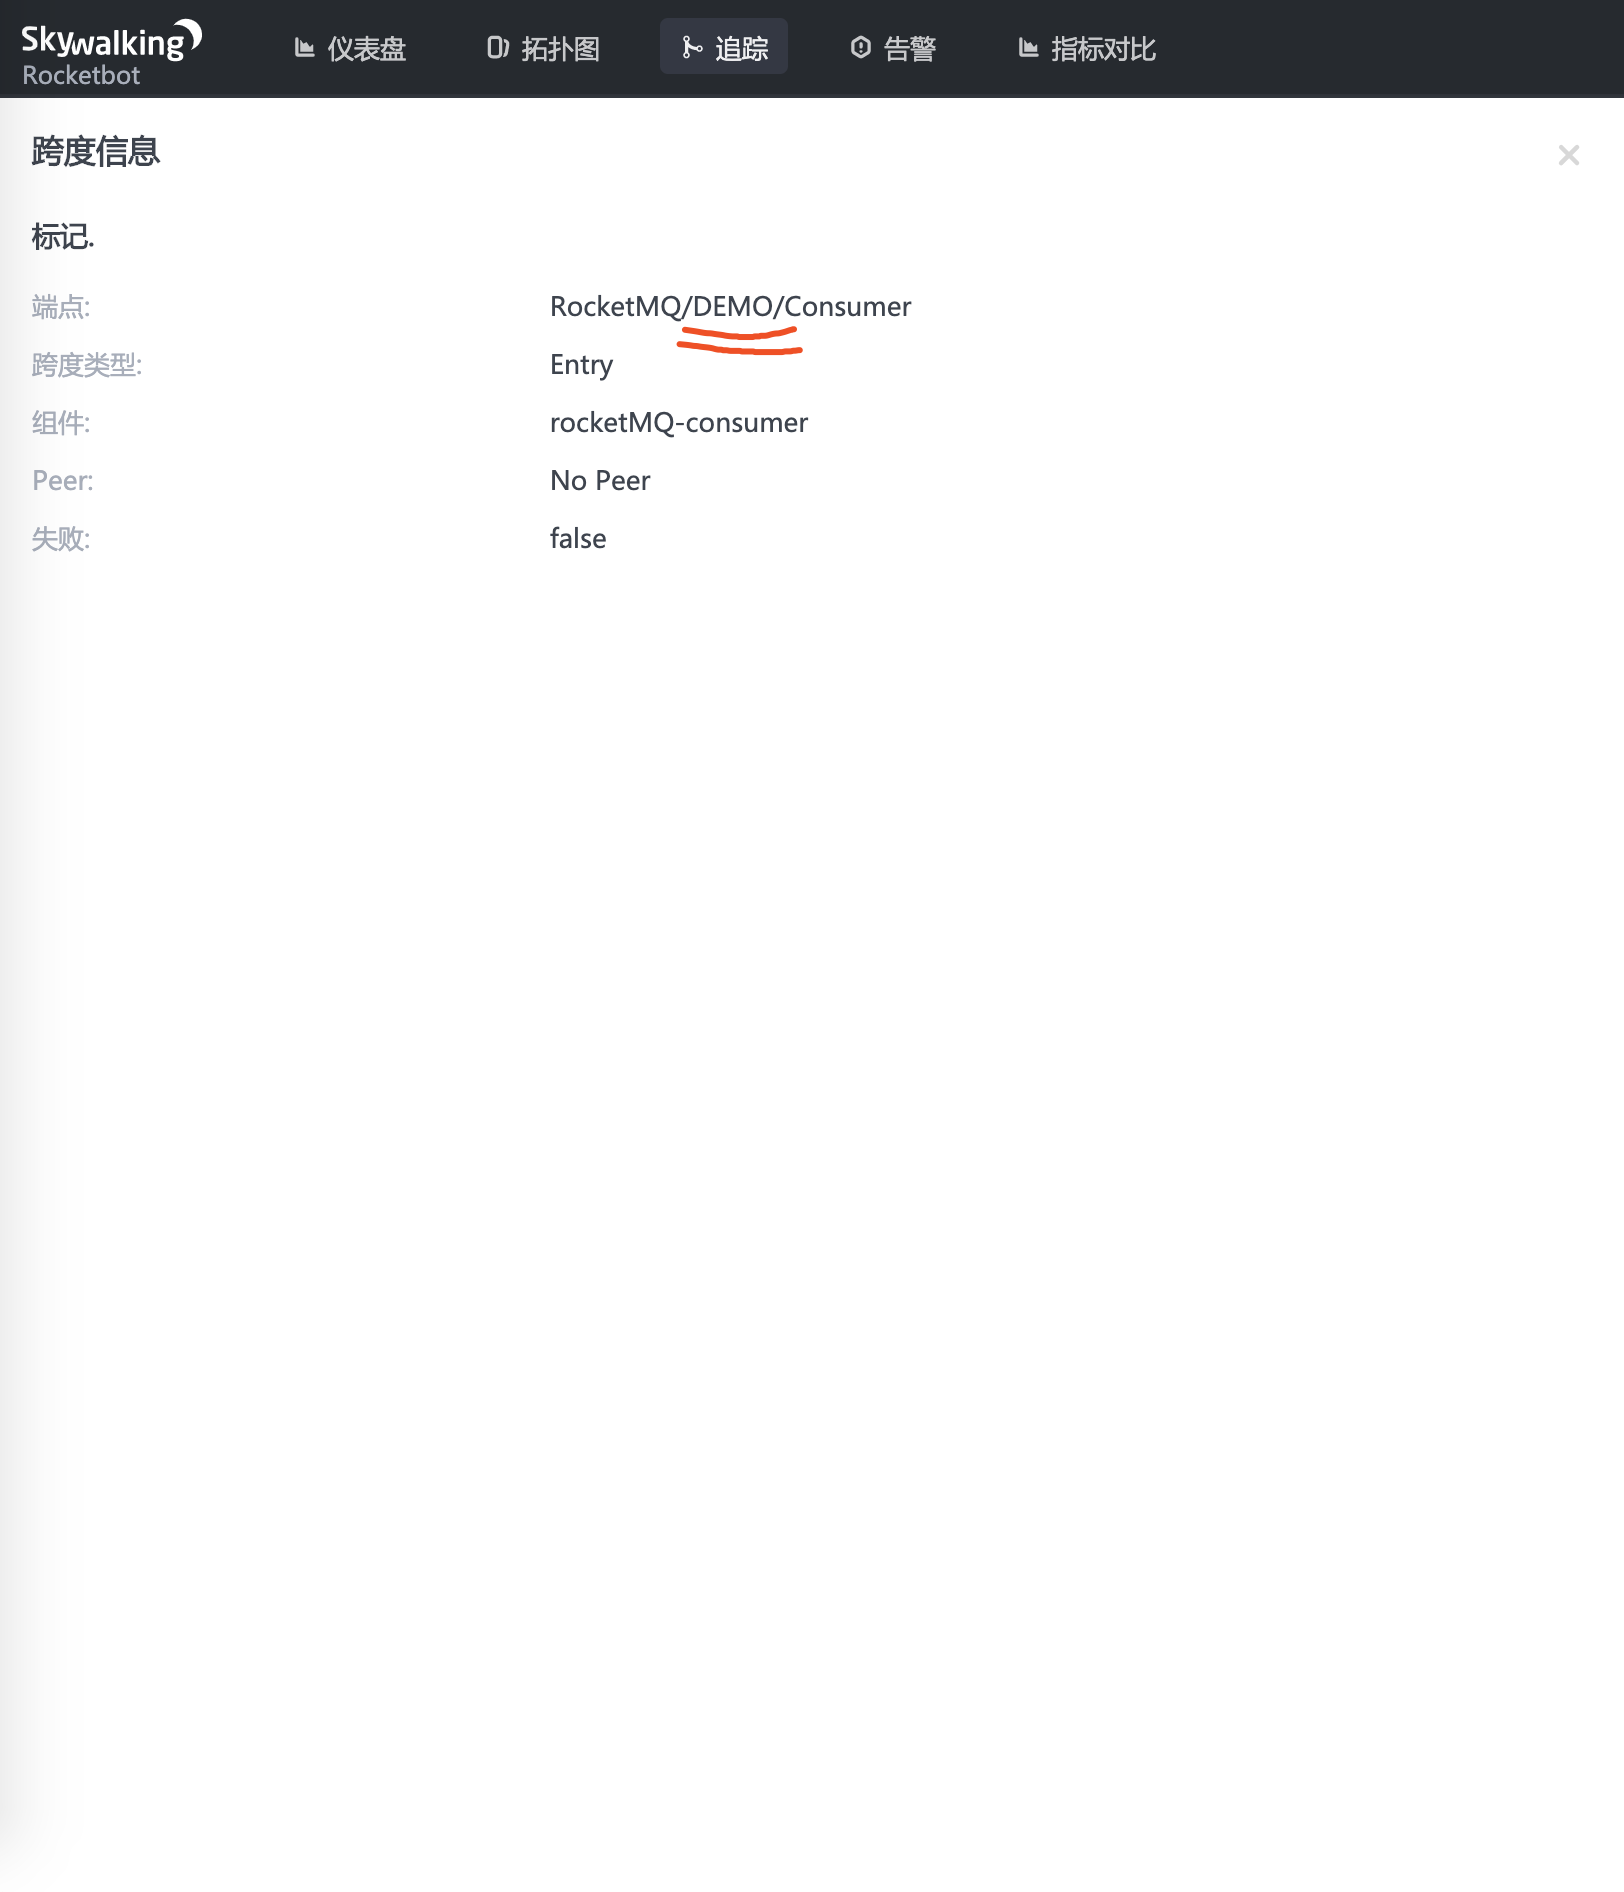 Skywalking
Rocketbot
仪表盘
拓扑图
追踪
告警
指标对比
跨度信息
标记.
端点: RocketMQ/DEMO/Consumer
跨度类型: Entry
组件: rocketMQ-consumer
Peer: No Peer
失败: false